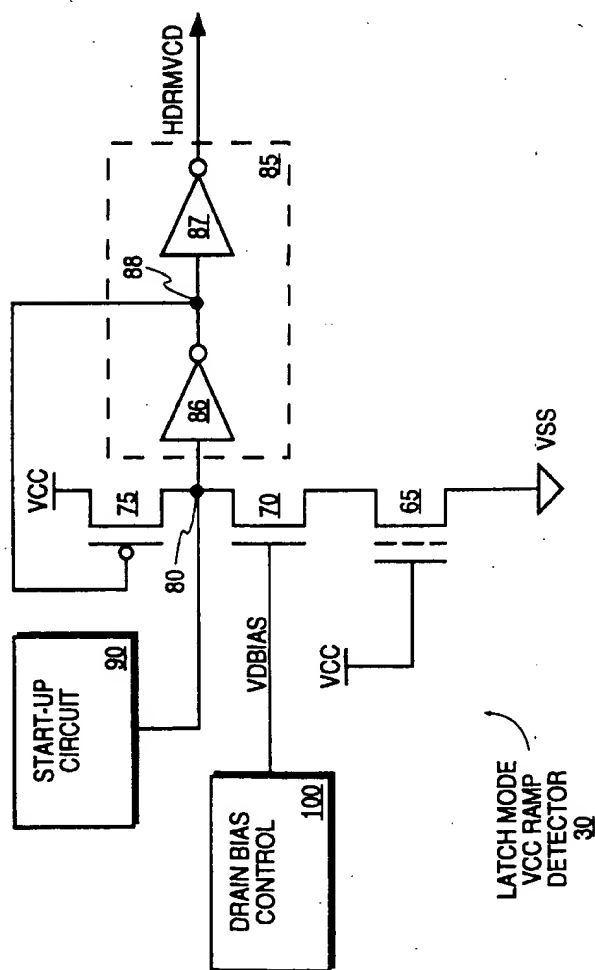 START-UP
CIRCUIT
90
VCC
75
80
88
86
87
85
HDRMVCD
DRAIN BIAS
CONTROL
100
VDBIAS
70
VCC
65
VSS
LATCH MODE
VCC RAMP
DETECTOR
30